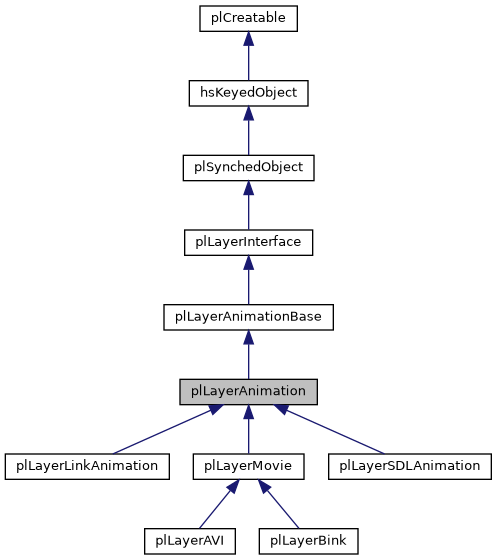 plCreatable
hsKeyedObject
plSynchedObject
plLayerInterface
plLayerAnimationBase
plLayerAnimation
plLayerLinkAnimation
plLayerMovie
plLayerSDLAnimation
plLayerAVI
plLayerBink